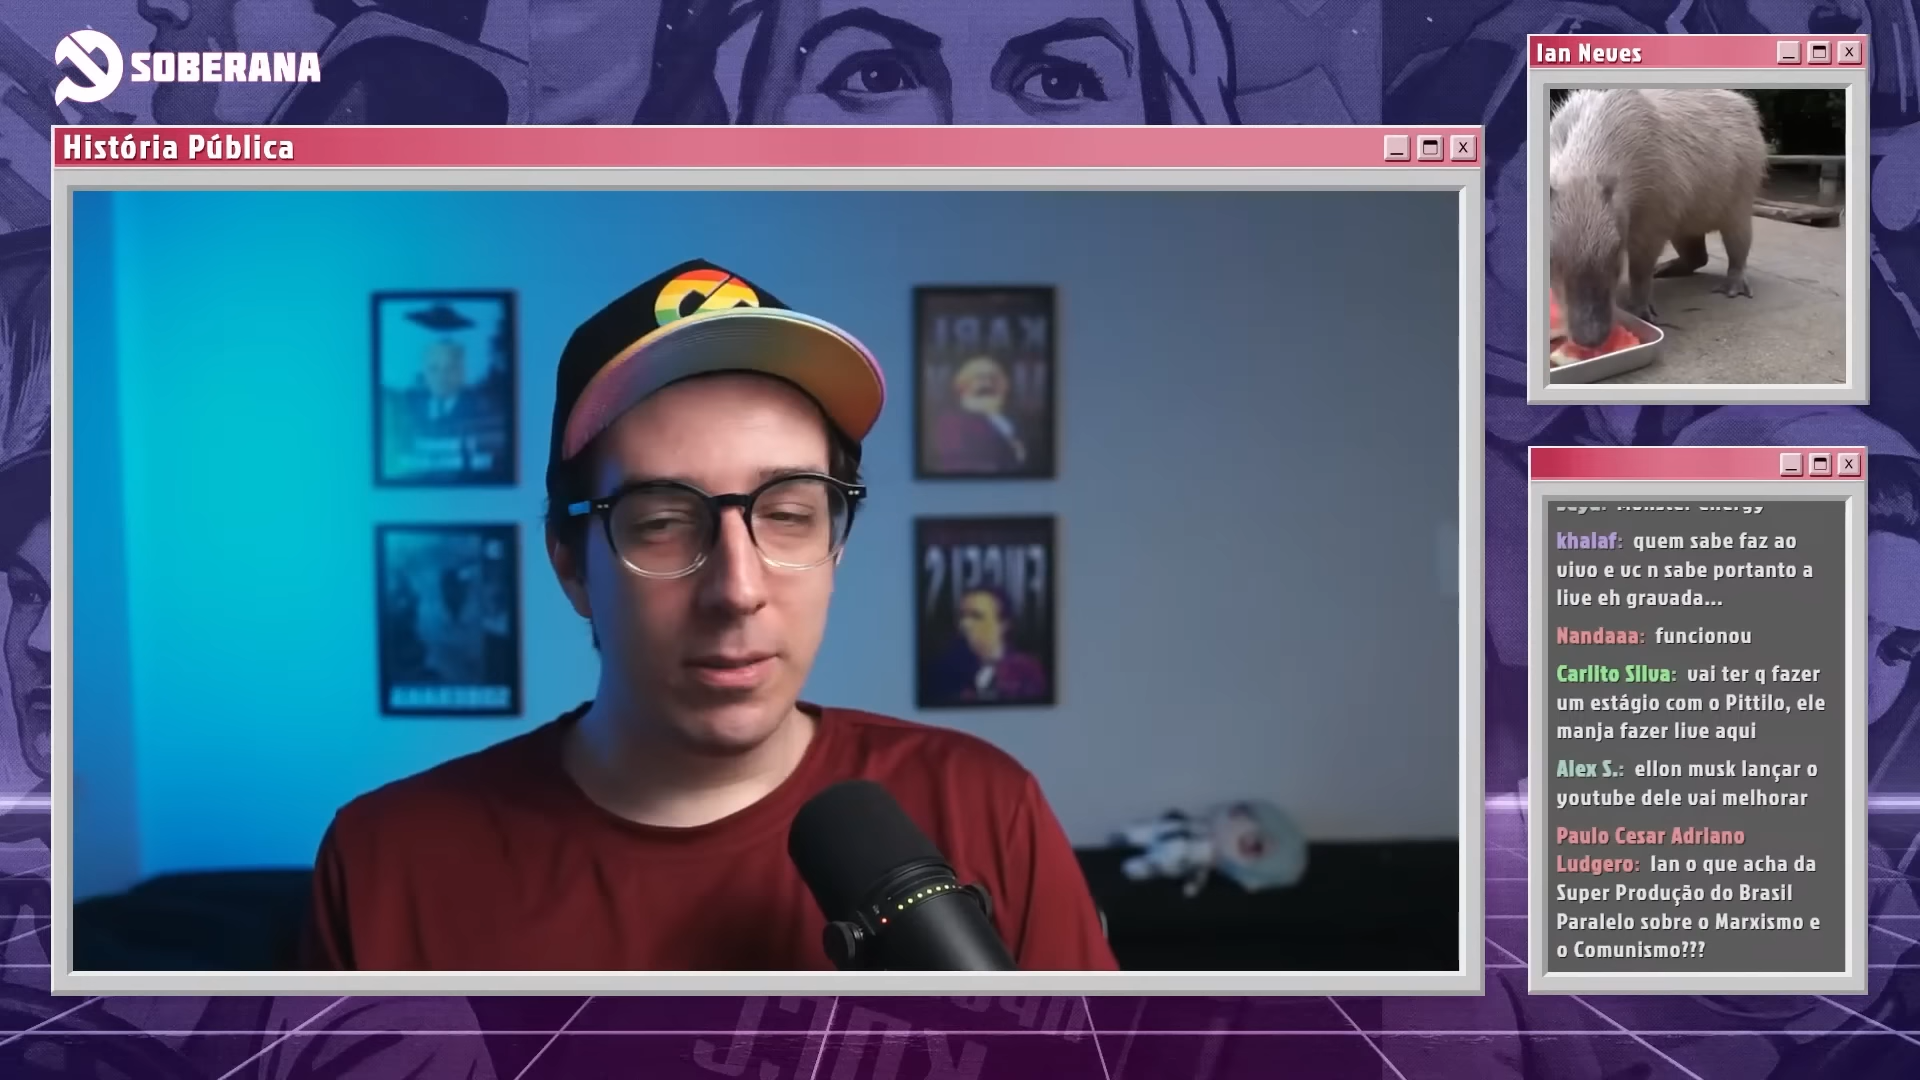 SOBERANA
História Pública
Ian Neves
khalaf: quem sabe faz ao
vivo e vc n sabe portanto a
live eh gravada...
Nandaaa: funcionou
Carlito Silva: vai ter q fazer
um estágio com o Pittilo, ele
manja fazer live aqui
Alex S.: ellon musk lançar o
youtube dele vai melhorar
Paulo Cesar Adriano
Ludgero: Ian o que acha da
Super Produção do Brasil
Paralelo sobre o Marxismo e
o Comunismo???
KARL
ENGELS